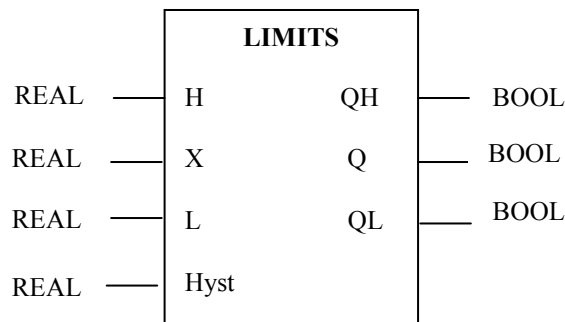 LIMITS
REAL H QH BOOL
REAL X Q BOOL
REAL L QL BOOL
REAL Hyst